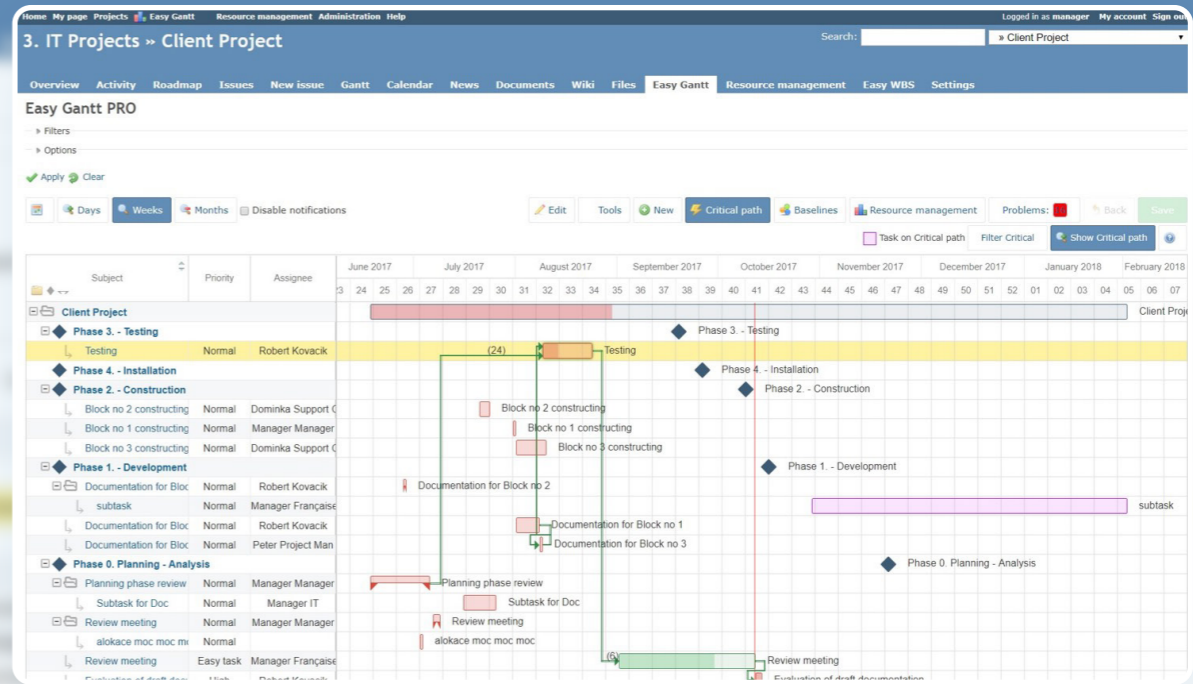 Home My page Projects Easy Gantt Resource management Administration Help Logged in as manager My account Sign out
3. IT Projects » Client Project Search: » Client Project
Overview Activity Roadmap Issues New issue Gantt Calendar News Documents Wiki Files Easy Gantt Resource management Easy WBS Settings
Easy Gantt PRO
Filters
Options
Apply Clear
Days Weeks Months Disable notifications Edit Tools New Critical path Baselines Resource management Problems: Back Save
Task on Critical path Filter Critical Show Critical path
Subject Priority Assignee June 2017 July 2017 August 2017 September 2017 October 2017 November 2017 December 2017 January 2018 February 2018
23 24 25 26 27 28 29 30 31 32 33 34 35 36 37 38 39 40 41 42 43 44 45 46 47 48 49 50 51 52 01 02 03 04 05 06 07
Client Project Client Proj
Phase 3. - Testing Phase 3. - Testing
Testing Normal Robert Kovacik (24) Testing
Phase 4. - Installation Phase 4. - Installation
Phase 2. - Construction Phase 2. - Construction
Block no 2 constructing Normal Dominka Support C Block no 2 constructing
Block no 1 constructing Normal Manager Manager Block no 1 constructing
Block no 3 constructing Normal Dominka Support C Block no 3 constructing
Phase 1. - Development Phase 1. - Development
Documentation for Bloc Normal Robert Kovacik Documentation for Block no 2
subtask Normal Manager Française subtask
Documentation for Bloc Normal Robert Kovacik Documentation for Block no 1
Documentation for Bloc Normal Peter Project Man Documentation for Block no 3
Phase 0. Planning - Analysis Phase 0. Planning - Analysis
Planning phase review Normal Manager Manager Planning phase review
Subtask for Doc Normal Manager IT Subtask for Doc
Review meeting Normal Manager Manager Review meeting
alokace moc moc mo Normal alokace moc moc moc
Review meeting Easy task Manager Française (6) Review meeting
Evaluation of draft docu High Robert Kovacik Evaluation of draft documentation